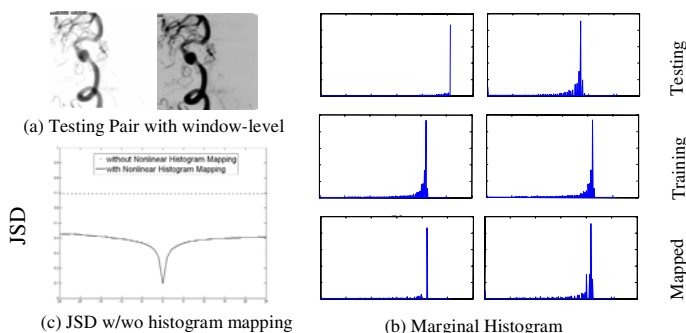 Testing
(a) Testing Pair with window-level
Training
without Nonlinear Histogram Mapping
with Nonlinear Histogram Mapping
JSD
Mapped
(c) JSD w/wo histogram mapping
(b) Marginal Histogram